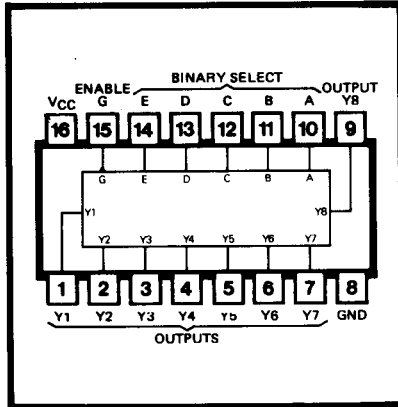 BINARY SELECT
ENABLE OUTPUT
VCC G E D C B A Y8
16 15 14 13 12 11 10 9
G E D C B A
Y1 Y8
Y2 Y3 Y4 Y5 Y6 Y7
1 2 3 4 5 6 7 8
Y1 Y2 Y3 Y4 Y5 Y6 Y7 GND
OUTPUTS